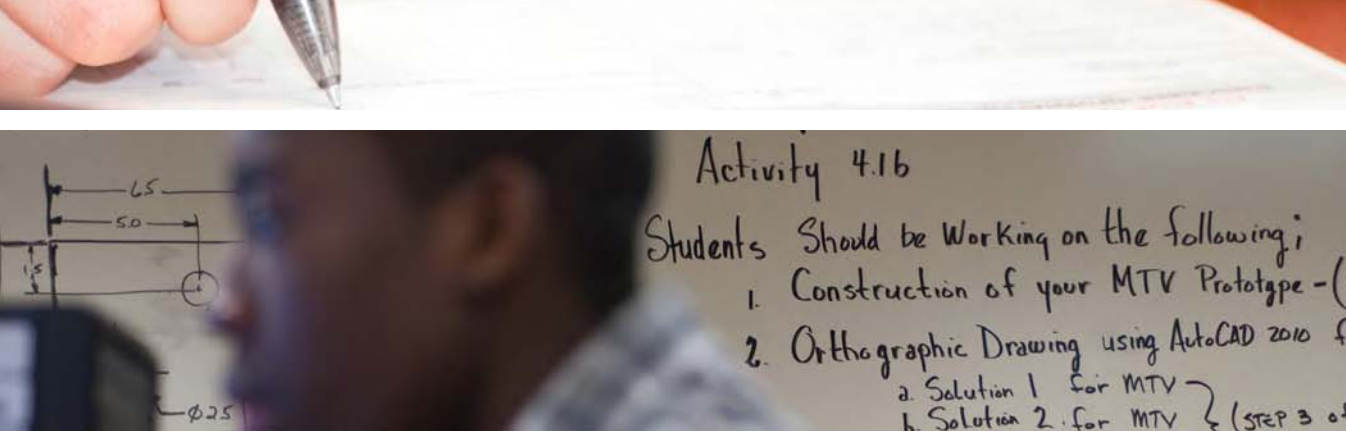 6.5
5.0
1.5
Ø25
Activity 4.1b
Students Should be Working on the following;
1. Construction of your MTV Prototype - (
2. Orthographic Drawing using AutoCAD 2010 f
a. Solution 1 for MTV
b. Solution 2. for MTV } (STEP 3 of